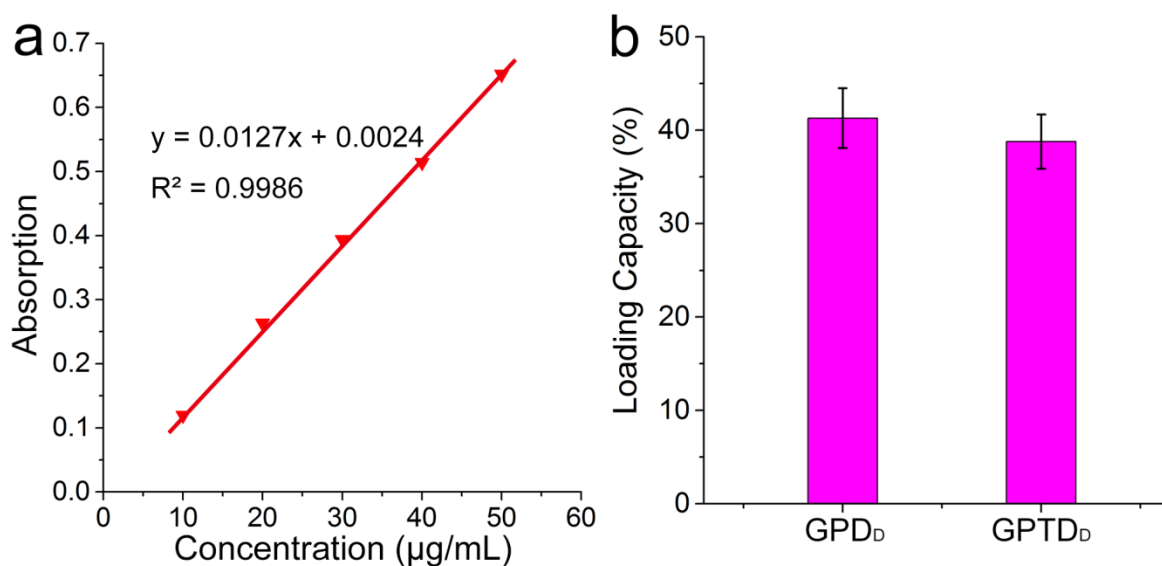 a
0.7
0.6
0.5
0.4
0.3
0.2
0.1
0.0
Absorption
y = 0.0127x + 0.0024
R² = 0.9986
0 10 20 30 40 50 60
Concentration (µg/mL)
b
50
40
30
20
10
0
Loading Capacity (%)
GPDD GPTDD